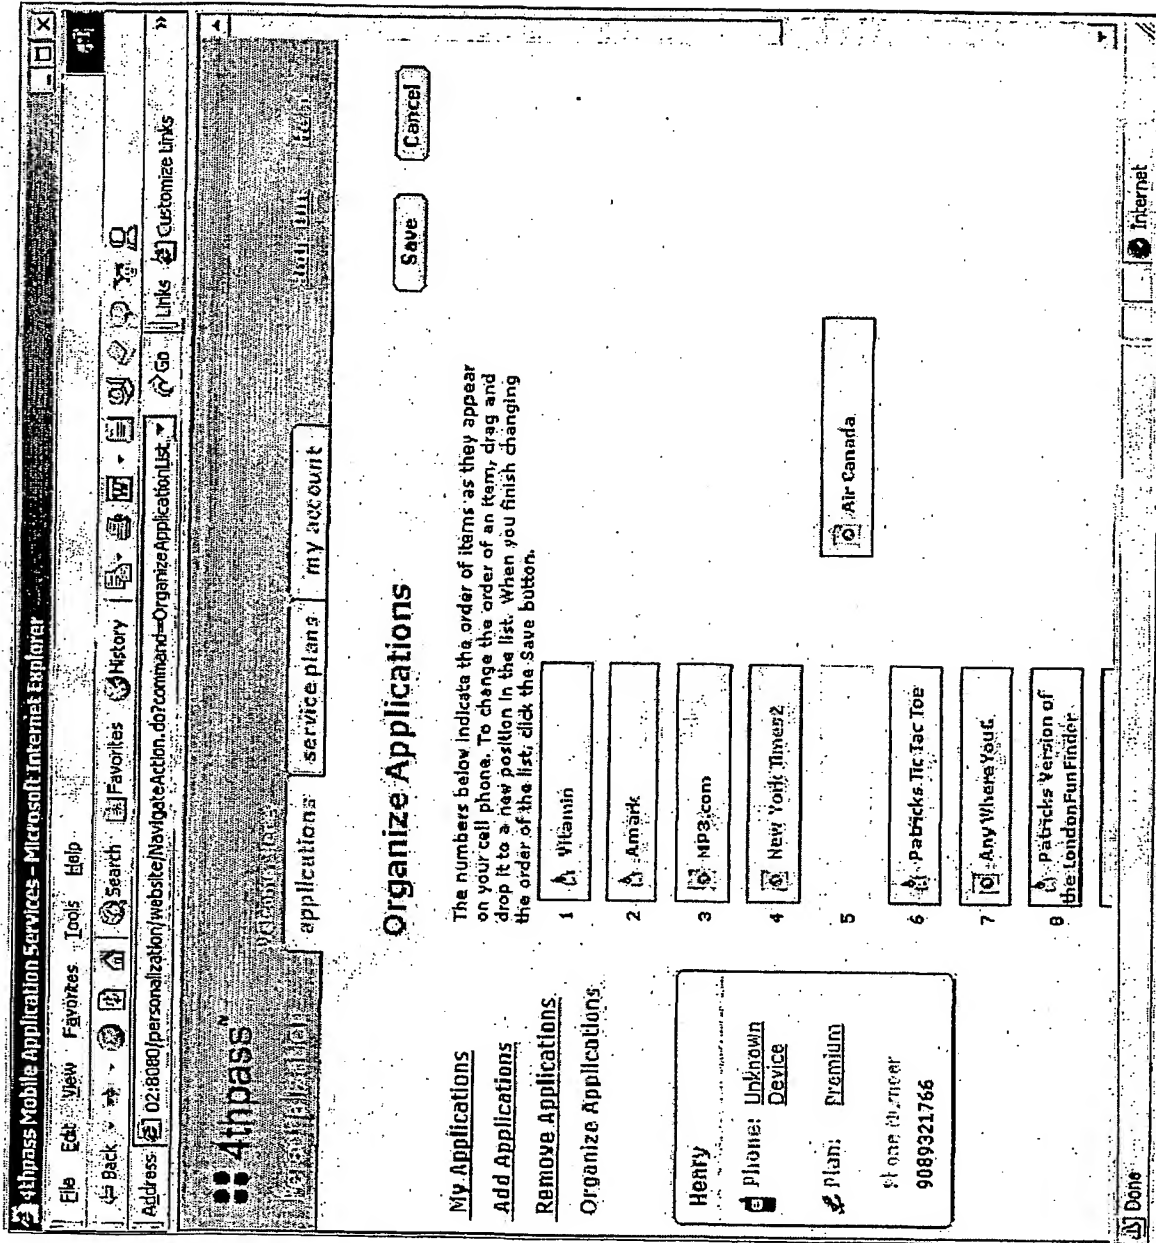 4thpass Mobile Application Services - Microsoft Internet Explorer
File Edit View Favorites Tools Help
Back Search Favorites History
Address 02:8080/personalization/website/NavigateAction.do?command=OrganizeApplicationList Go Links Customize Links
4thpass
applications service plans my account
My Applications
Add Applications
Remove Applications
Organize Applications
Henry
Phone: Unknown
Device
Plan: Premium
Phone Number
9089321766
Organize Applications
Save Cancel
The numbers below indicate the order of items as they appear
on your cell phone. To change the order of an item, drag and
drop it to a new position in the list. When you finish changing
the order of the list, click the Save button.
1 Vitamin
2 Amark
3 MP3.com
4 New York Times2
5 Air Canada
6 Patricks Tic Tac Toe
7 Any WhereYouG
8 Patricks Version of
the LondonFunFinder
Done Internet